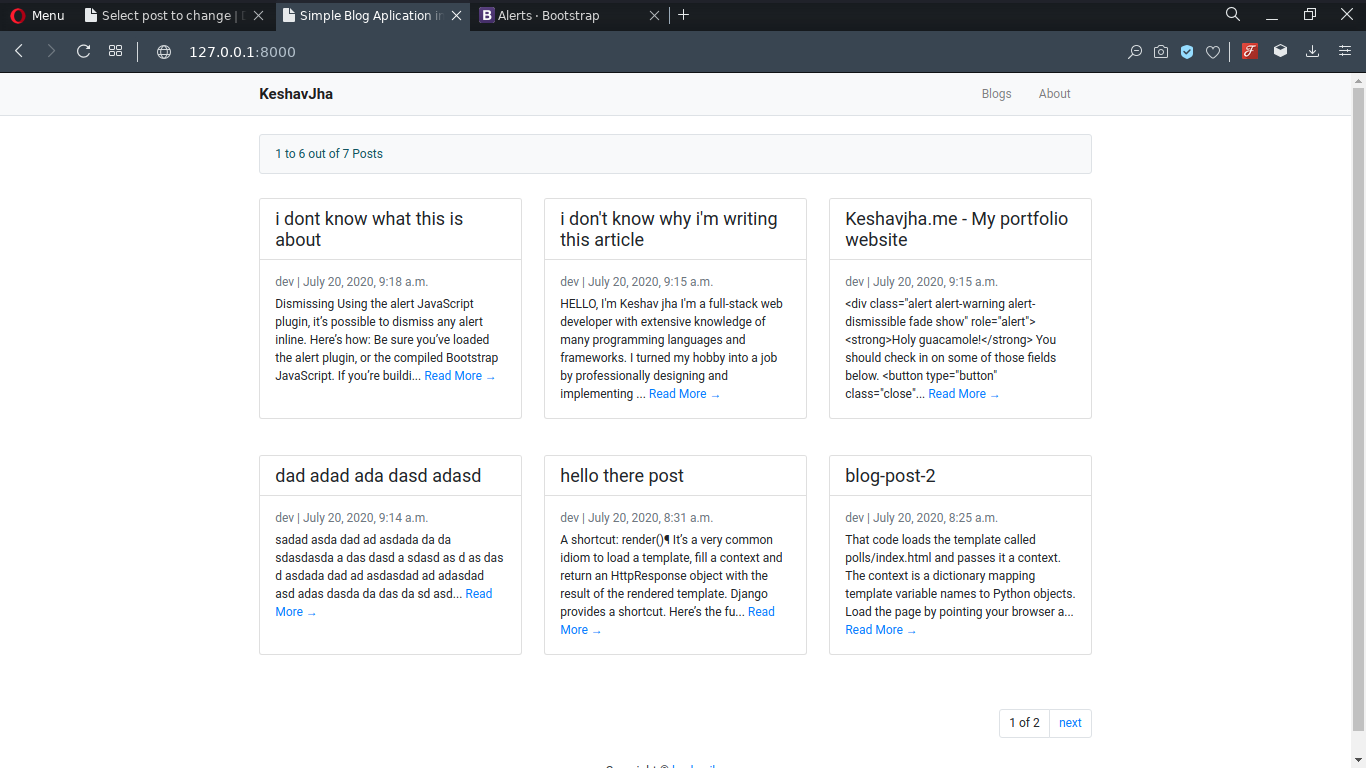 Menu
Select post to change | D
Simple Blog Aplication in
Alerts · Bootstrap
127.0.0.1:8000
KeshavJha
Blogs
About
1 to 6 out of 7 Posts
i dont know what this is
about
dev | July 20, 2020, 9:18 a.m.
Dismissing Using the alert JavaScript
plugin, it’s possible to dismiss any alert
inline. Here’s how: Be sure you’ve loaded
the alert plugin, or the compiled Bootstrap
JavaScript. If you’re buildi... Read More →
i don't know why i'm writing
this article
dev | July 20, 2020, 9:15 a.m.
HELLO, I'm Keshav jha I'm a full-stack web
developer with extensive knowledge of
many programming languages and
frameworks. I turned my hobby into a job
by professionally designing and
implementing ... Read More →
Keshavjha.me - My portfolio
website
dev | July 20, 2020, 9:15 a.m.
<div class="alert alert-warning alert-
dismissible fade show" role="alert">
<strong>Holy guacamole!</strong> You
should check in on some of those fields
below. <button type="button"
class="close"... Read More →
dad adad ada dasd adasd
dev | July 20, 2020, 9:14 a.m.
sadad asda dad ad asdada da da
sdasdasda a das dasd a sdasd as d as das
d asdada dad ad asdasdad ad adasdad
asd adas dasda da das da sd asd... Read
More →
hello there post
dev | July 20, 2020, 8:31 a.m.
A shortcut: render()¶ It’s a very common
idiom to load a template, fill a context and
return an HttpResponse object with the
result of the rendered template. Django
provides a shortcut. Here’s the fu... Read
More →
blog-post-2
dev | July 20, 2020, 8:25 a.m.
That code loads the template called
polls/index.html and passes it a context.
The context is a dictionary mapping
template variable names to Python objects.
Load the page by pointing your browser a...
Read More →
1 of 2
next